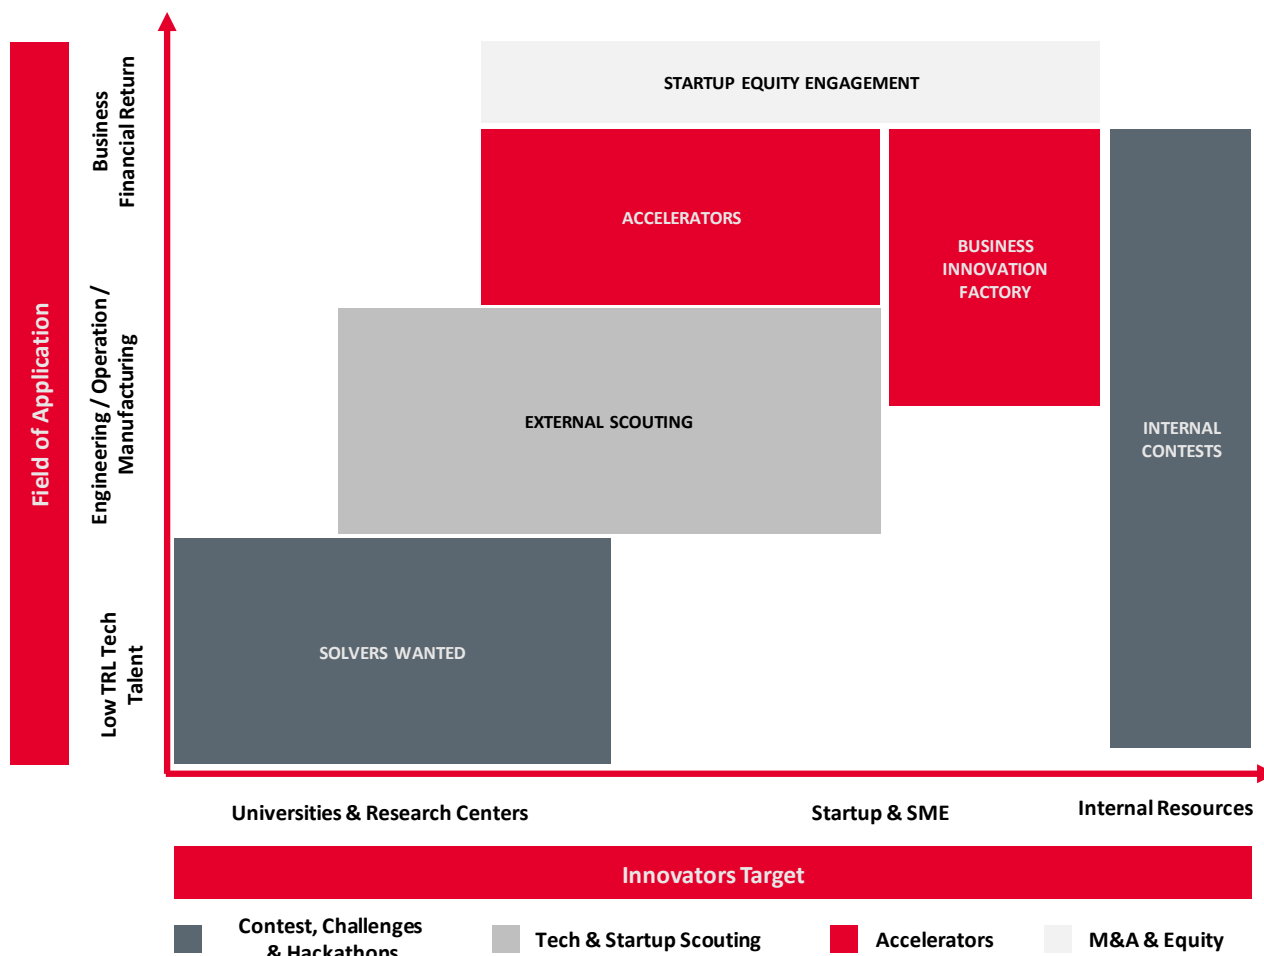 Field of Application
Business
Financial Return
Engineering / Operation /
Manufacturing
Low TRL Tech
Talent
STARTUP EQUITY ENGAGEMENT
ACCELERATORS
BUSINESS
INNOVATION
FACTORY
EXTERNAL SCOUTING
INTERNAL
CONTESTS
SOLVERS WANTED
Universities & Research Centers
Startup & SME
Internal Resources
Innovators Target
Contest, Challenges
& Hackathons
Tech & Startup Scouting
Accelerators
M&A & Equity